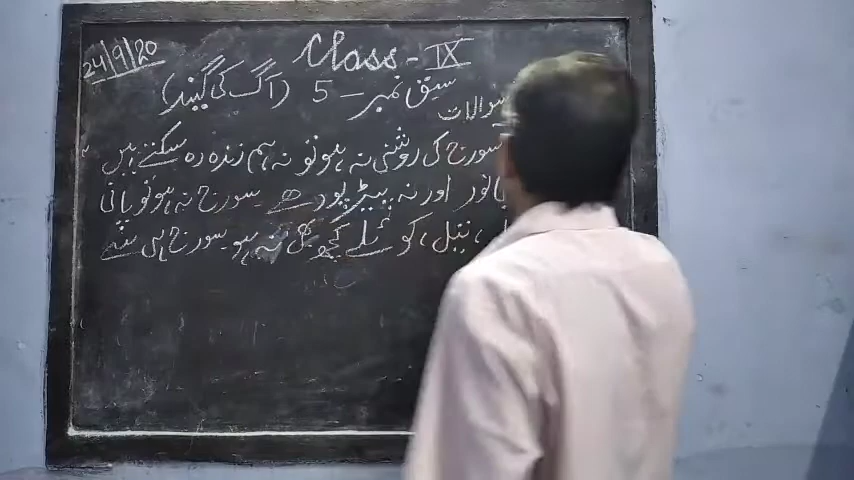 24/9/20
Class - IX
سبق نمبر - 5 (آگ کی گیند)
سوالات
سورج کی روشنی نہ ہو تو نہ ہم زندہ رہ سکتے ہیں
اور نہ پیڑ پودھے۔ سورج نہ ہو تو پانی
، تیل، کوئلے کچھ بھی نہ ہو۔ سورج ہی سے